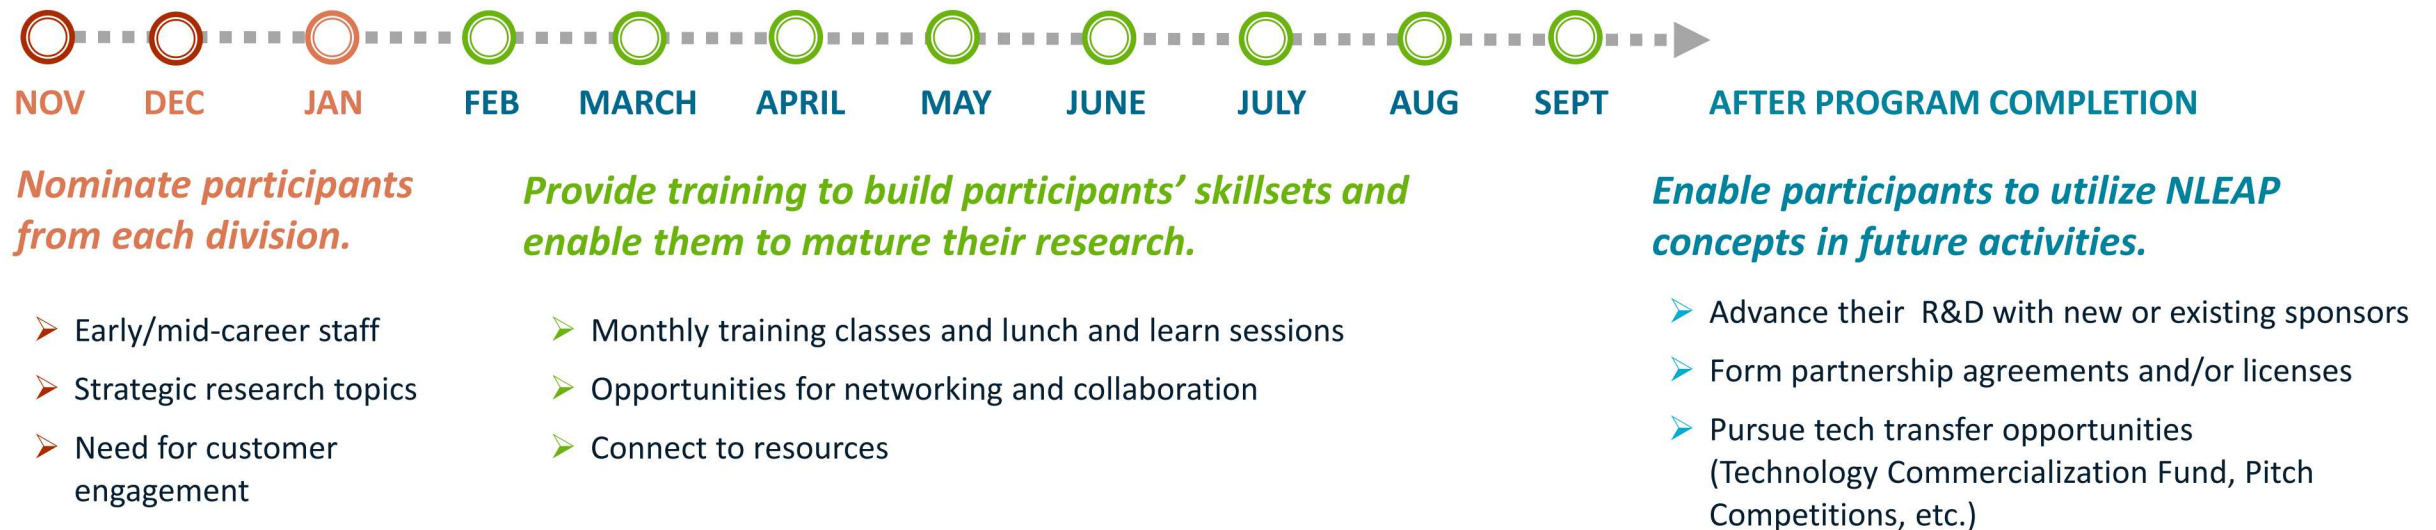 NOV DEC JAN FEB MARCH APRIL MAY JUNE JULY AUG SEPT AFTER PROGRAM COMPLETION
Nominate participants
from each division.
Early/mid-career staff
Strategic research topics
Need for customer
engagement
Provide training to build participants’ skillsets and
enable them to mature their research.
Monthly training classes and lunch and learn sessions
Opportunities for networking and collaboration
Connect to resources
Enable participants to utilize NLEAP
concepts in future activities.
Advance their R&D with new or existing sponsors
Form partnership agreements and/or licenses
Pursue tech transfer opportunities
(Technology Commercialization Fund, Pitch
Competitions, etc.)